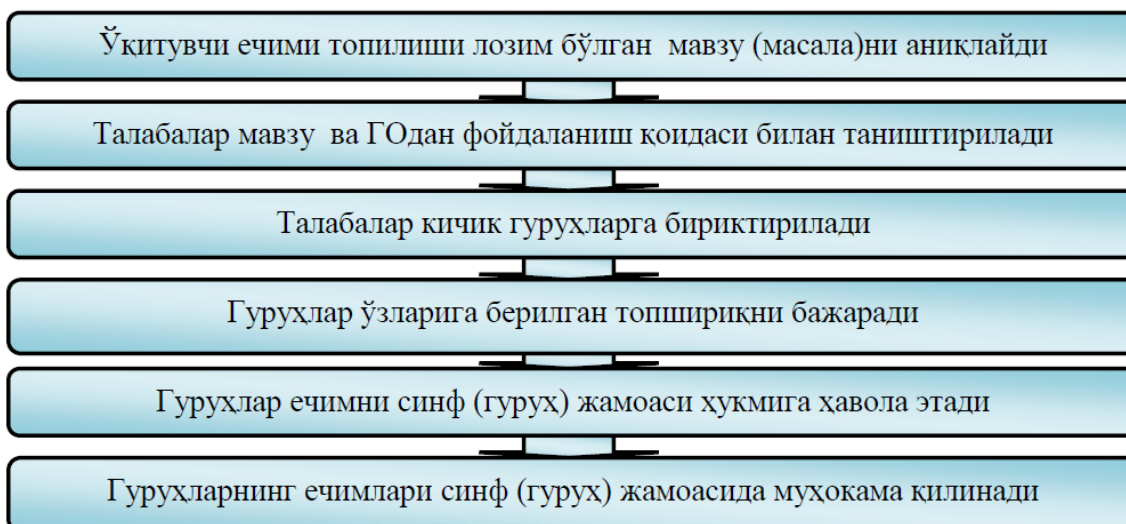 Ўқитувчи ечими топилиши лозим бўлган мавзу (масала)ни аниқлайди
Талабалар мавзу ва ГОдан фойдаланиш қоидаси билан таништирилади
Талабалар кичик гуруҳларга бириктирилади
Гуруҳлар ўзларига берилган топшириқни бажаради
Гуруҳлар ечимни синф (гуруҳ) жамоаси ҳукмига ҳавола этади
Гуруҳларнинг ечимлари синф (гуруҳ) жамоасида муҳокама қилинади